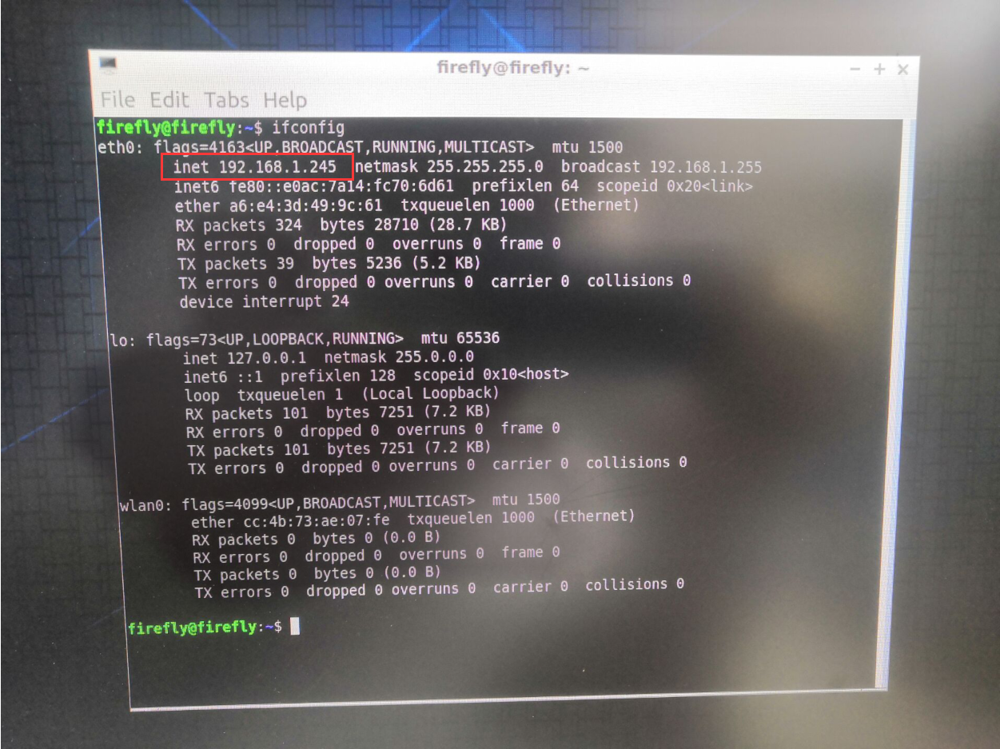 firefly@firefly: ~
File Edit Tabs Help
firefly@firefly:~$ ifconfig
eth0: flags=4163<UP,BROADCAST,RUNNING,MULTICAST>  mtu 1500
        inet 192.168.1.245  netmask 255.255.255.0  broadcast 192.168.1.255
        inet6 fe80::e0ac:7a14:fc70:6d61  prefixlen 64  scopeid 0x20<link>
        ether a6:e4:3d:49:9c:61  txqueuelen 1000  (Ethernet)
        RX packets 324  bytes 28710 (28.7 KB)
        RX errors 0  dropped 0  overruns 0  frame 0
        TX packets 39  bytes 5236 (5.2 KB)
        TX errors 0  dropped 0 overruns 0  carrier 0  collisions 0
        device interrupt 24
lo: flags=73<UP,LOOPBACK,RUNNING>  mtu 65536
        inet 127.0.0.1  netmask 255.0.0.0
        inet6 ::1  prefixlen 128  scopeid 0x10<host>
        loop  txqueuelen 1  (Local Loopback)
        RX packets 101  bytes 7251 (7.2 KB)
        RX errors 0  dropped 0  overruns 0  frame 0
        TX packets 101  bytes 7251 (7.2 KB)
        TX errors 0  dropped 0 overruns 0  carrier 0  collisions 0
wlan0: flags=4099<UP,BROADCAST,MULTICAST>  mtu 1500
        ether cc:4b:73:ae:07:fe  txqueuelen 1000  (Ethernet)
        RX packets 0  bytes 0 (0.0 B)
        RX errors 0  dropped 0  overruns 0  frame 0
        TX packets 0  bytes 0 (0.0 B)
        TX errors 0  dropped 0 overruns 0  carrier 0  collisions 0
firefly@firefly:~$